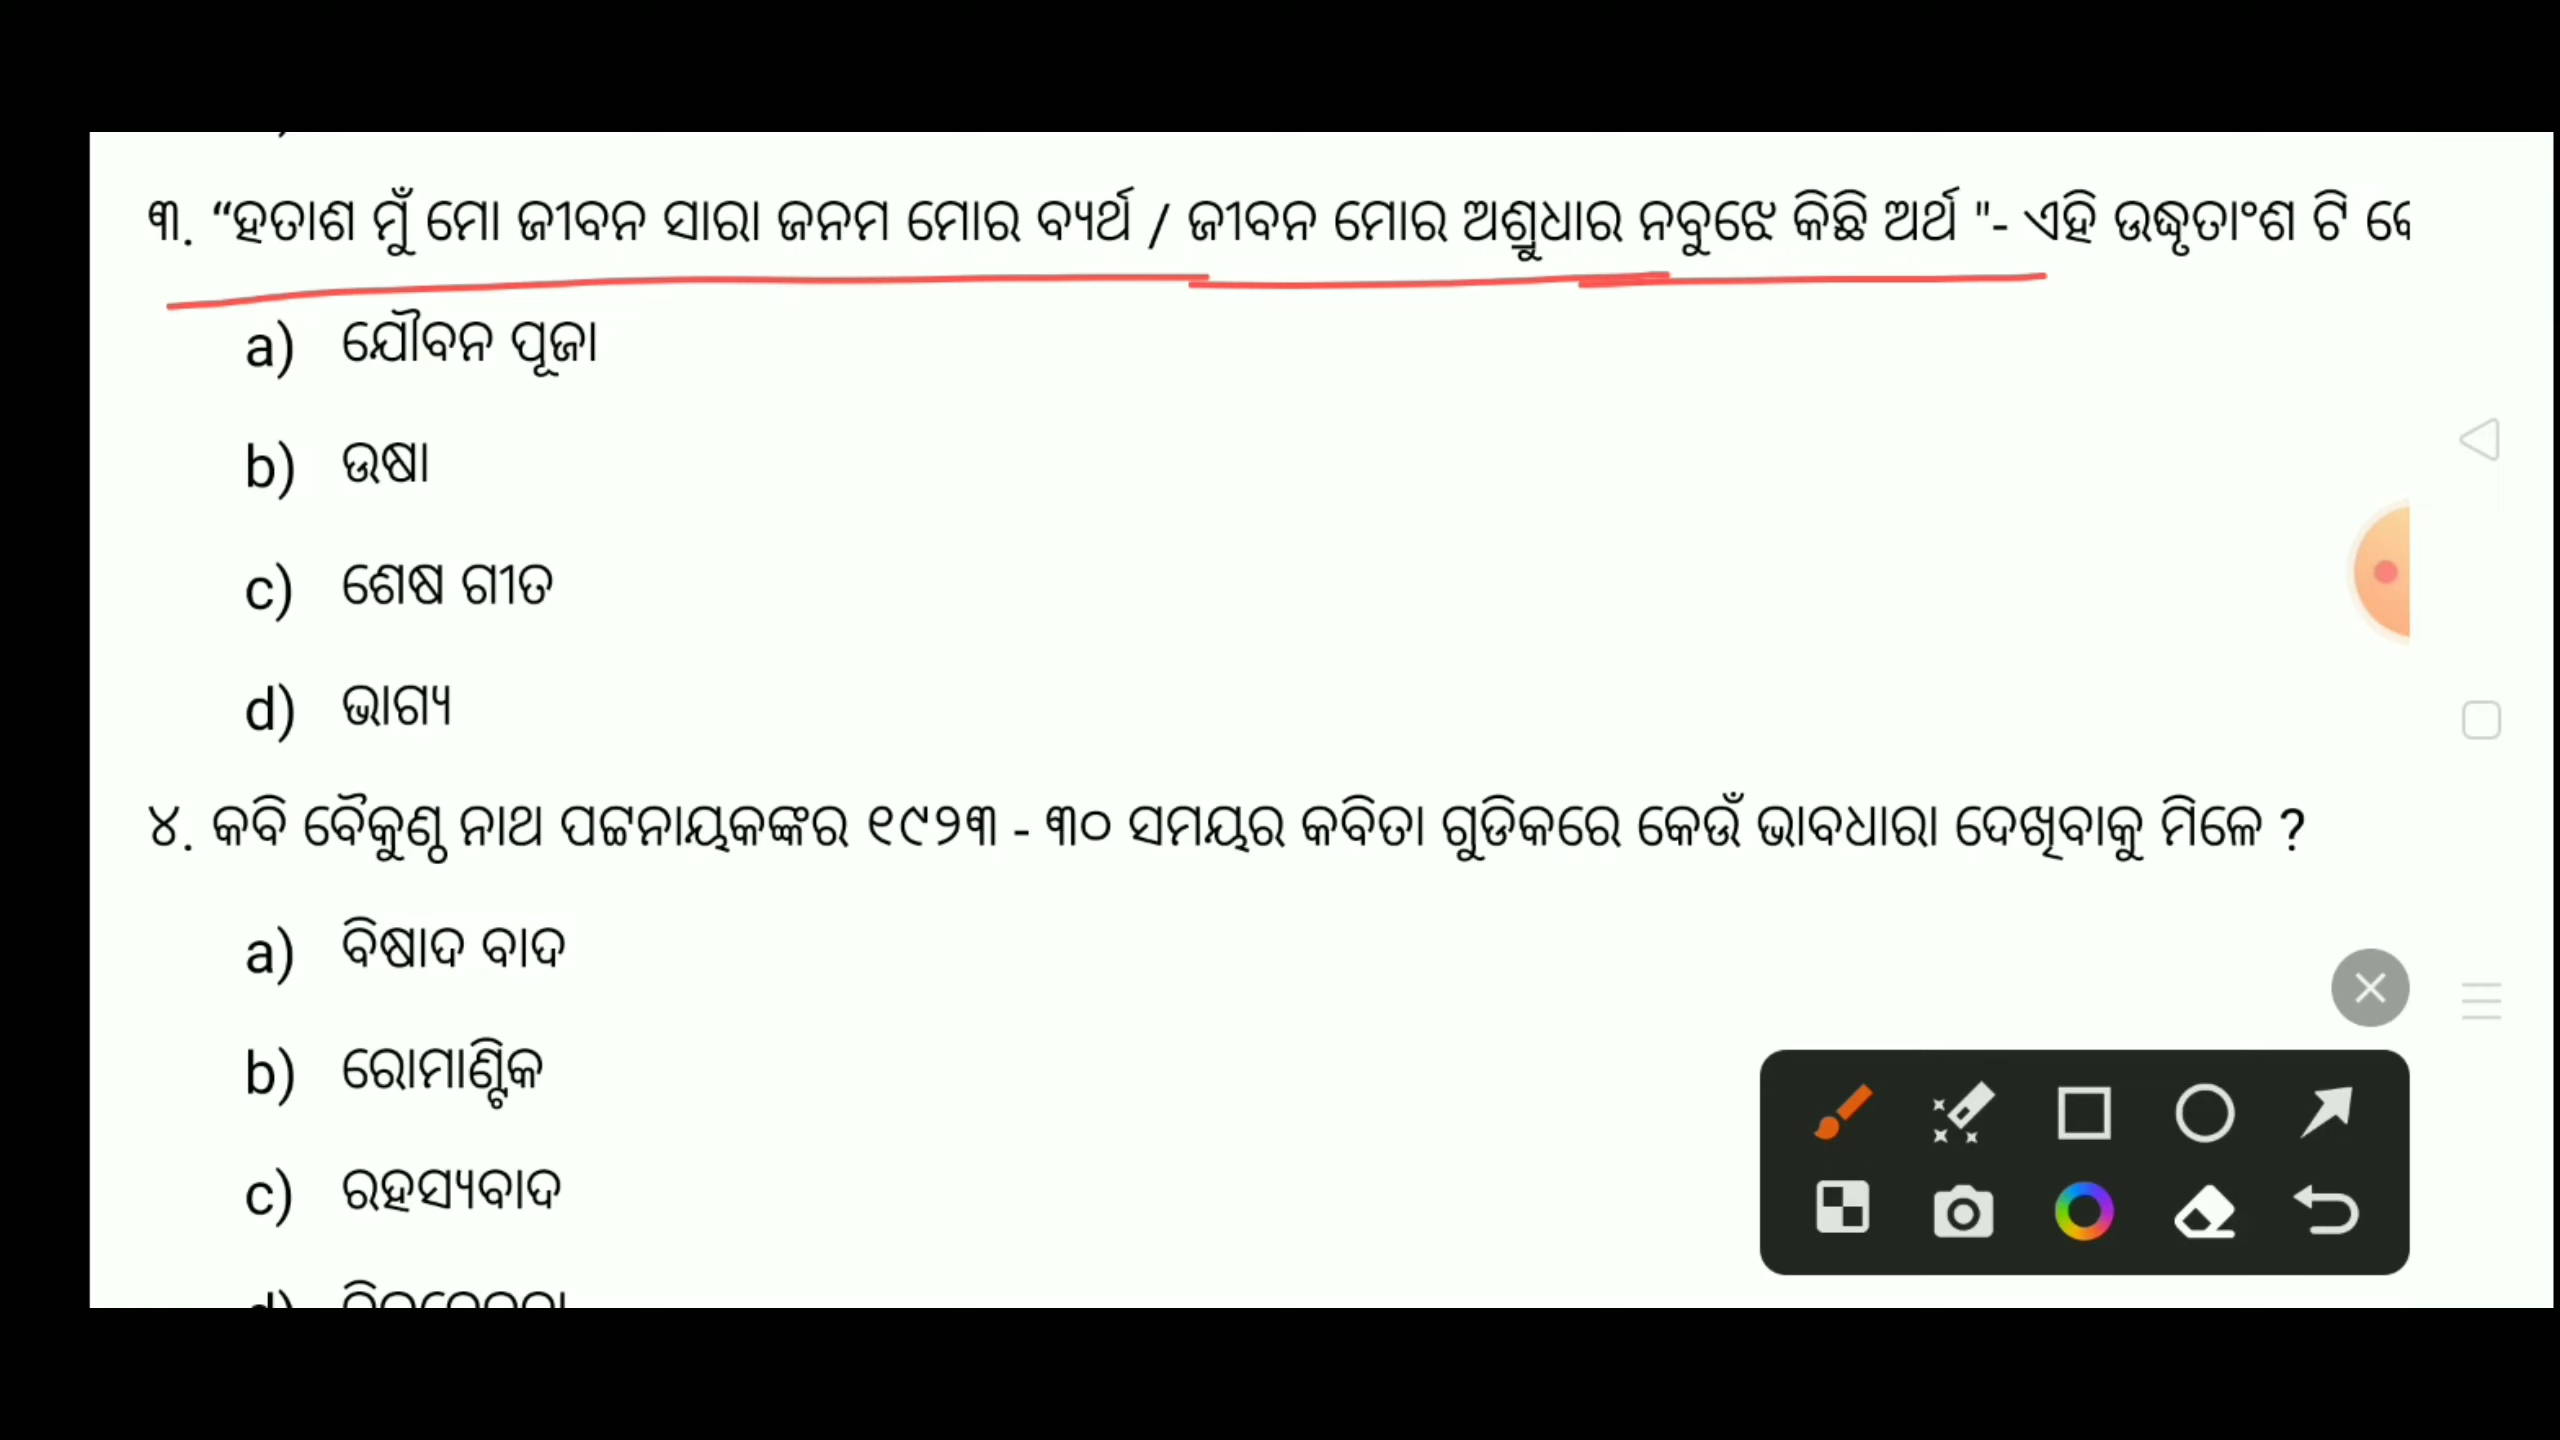 ୩. “ହତାଶ ମୁଁ ମୋ ଜୀବନ ସାରା ଜନମ ମୋର ବ୍ୟର୍ଥ / ଜୀବନ ମୋର ଅଶ୍ରୁଧାର ନବୁଝେ କିଛି ଅର୍ଥ "- ଏହି ଉଦ୍ଧୃତାଂଶ ଟି
a) ଯୌବନ ପୂଜା
b) ଉଷା
c) ଶେଷ ଗୀତ
d) ଭାଗ୍ୟ
୪. କବି ବୈକୁଣ୍ଠ ନାଥ ପଟ୍ଟନାୟକଙ୍କର ୧୯୨୩ - ୩୦ ସମୟର କବିତା ଗୁଡିକରେ କେଉଁ ଭାବଧାରା ଦେଖିବାକୁ ମିଳେ ?
a) ବିଷାଦ ବାଦ
b) ରୋମାଣ୍ଟିକ
c) ରହସ୍ୟବାଦ
d)